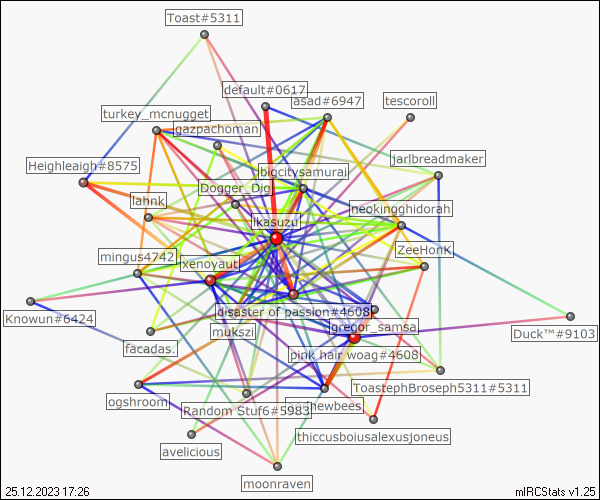 Toast#5311
default#0617
asad#6947
tescoroll
turkey_mcnugget
gazpachoman
Heighleaigh#8575
bigcitysamurai
jarlbreadmaker
Dogger_Dig
lahnk
neokingghidorah
ikasuzu
mingus4742
ZeeHonK
xenoyaut
Knowun#6424
disaster of passion#4608
gregor_samsa
mukszi
Duck™#9103
facadas.
pink hair woag#4608
ToastephBroseph5311#5311
ogshroom
Random Stuf6#5983
newbees
thiccusboiusalexusjoneus
avelicious
moonraven
25.12.2023 17:26
mIRCStats v1.25